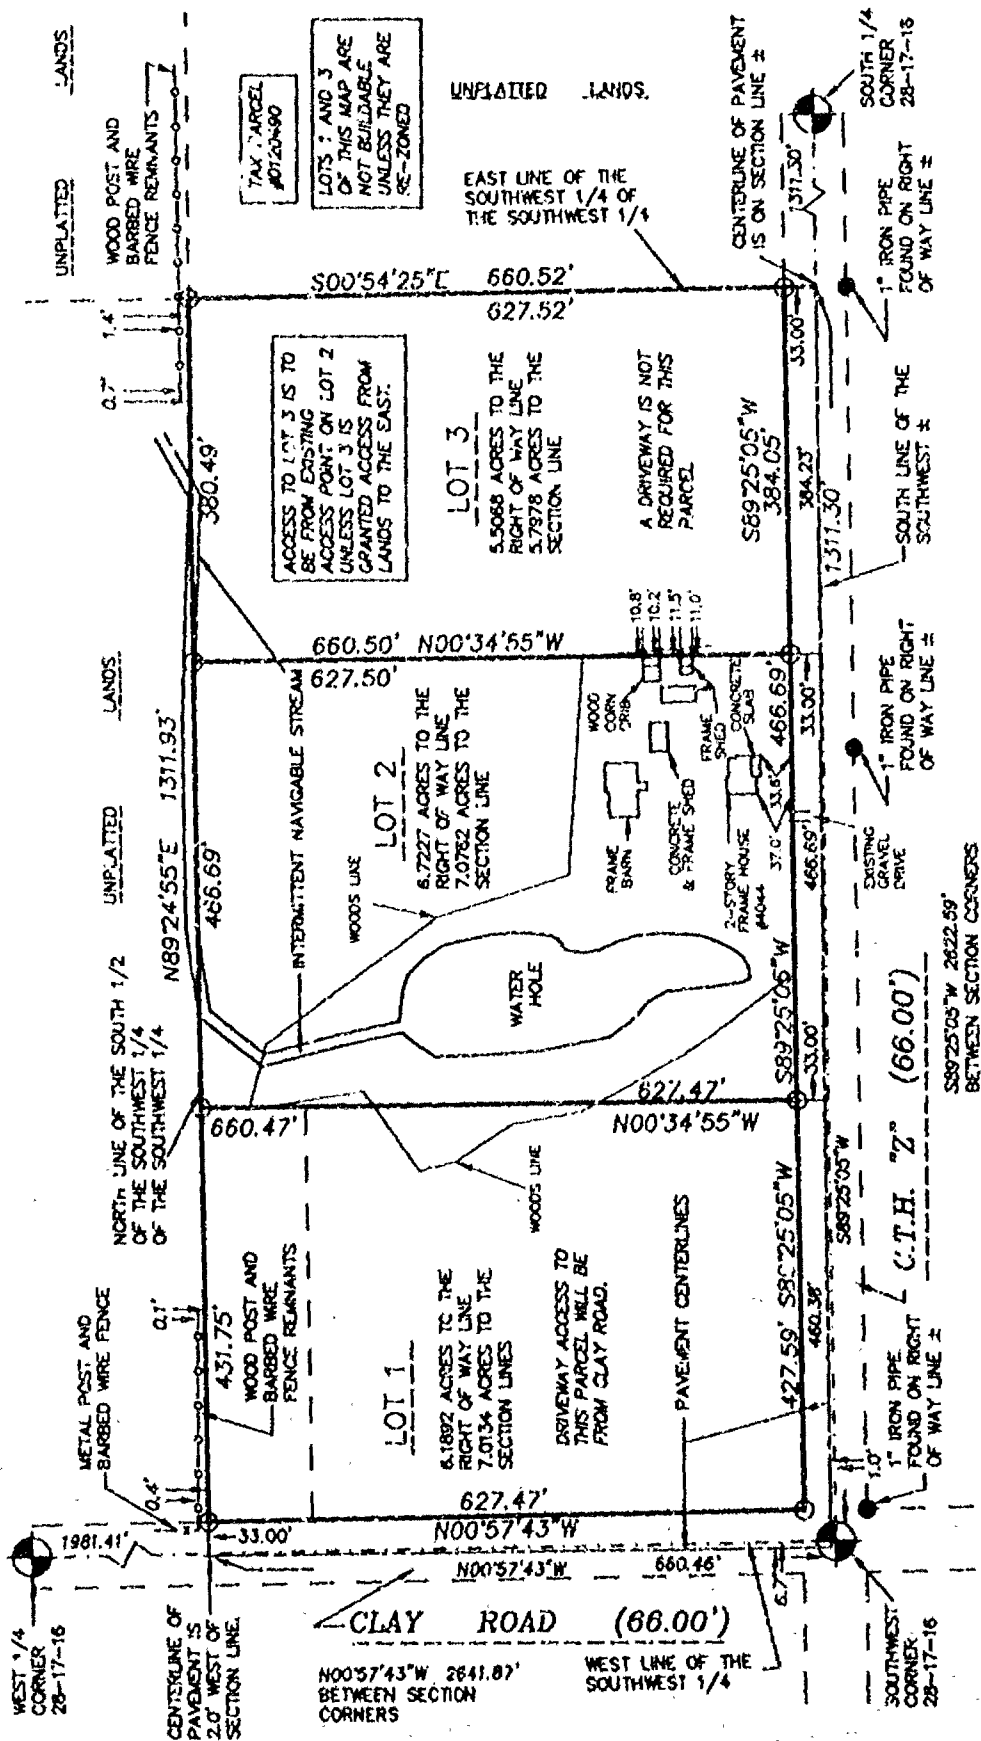 UNPLATTED
LANDS
WOOD POST AND
BARBED WIRE
FENCE REMNANTS
TAX PARCEL
LOTS 1 AND 3
OF THIS MAP ARE
NOT BUILDABLE
UNLESS THEY ARE
RE-ZONED
UNPLATTED LANDS
EAST LINE OF THE
SOUTHWEST 1/4 OF
THE SOUTHWEST 1/4
CENTERLINE OF PAVEMENT
IS ON SECTION LINE ±
SOUTH 1/4
CORNER
28-17-16
1311.30'
1" IRON PIPE
FOUND ON RIGHT
OF WAY LINE ±
1.4'
0.7'
S00°54'25"E 660.52'
627.52'
33.00'
380.49'
ACCESS TO LOT 3 IS TO
BE FROM EXISTING
ACCESS POINT ON LOT 2
UNLESS LOT 3 IS
GRANTED ACCESS FROM
LANDS TO THE EAST.
LOT 3
5.5068 ACRES TO THE
RIGHT OF WAY LINE
5.7978 ACRES TO THE
SECTION LINE
A DRIVEWAY IS NOT
REQUIRED FOR THIS
PARCEL
S89°25'05"W
384.05'
384.23'
1311.30'
SOUTH LINE OF THE
SOUTHWEST ±
660.50' N00°34'55"W
627.50'
10.8'
10.2'
11.5'
11.0'
UNPLATTED
LANDS
N89°24'55"E 1311.93'
466.69'
INTERMITTENT NAVIGABLE STREAM
LOT 2
6.7227 ACRES TO THE
RIGHT OF WAY LINE
7.0762 ACRES TO THE
SECTION LINE
WOODS LINE
WOOD
CORN
CRIB
FRAME
SHED
CONCRETE
SLAB
FRAME
BARN
CONCRETE
& FRAME SHED
2-STORY
FRAME HOUSE
37.0'
466.69'
33.00'
466.69'
EXISTING
GRAVEL
DRIVE
1" IRON PIPE
FOUND ON RIGHT
OF WAY LINE ±
WATER
HOLE
S89°25'05"W
33.00'
NORTH LINE OF THE SOUTH 1/2
OF THE SOUTHWEST 1/4
OF THE SOUTHWEST 1/4
660.47'
627.47'
N00°34'55"W
WOODS LINE
S89°25'05"W
C.T.H. "Z" (66.00')
S89°25'05"W 2622.59'
BETWEEN SECTION CORNERS
METAL POST AND
BARBED WIRE FENCE
0.1'
0.4'
431.75'
WOOD POST AND
BARBED WIRE
FENCE REMNANTS
LOT 1
6.1892 ACRES TO THE
RIGHT OF WAY LINE
7.0134 ACRES TO THE
SECTION LINES
DRIVEWAY ACCESS TO
THIS PARCEL WILL BE
FROM CLAY ROAD.
PAVEMENT CENTERLINES
427.59' S89°25'05"W
460.38'
1.0'
1" IRON PIPE
FOUND ON RIGHT
OF WAY LINE ±
627.47'
N00°57'43"W
1981.41'
33.00'
N00°57'43"W
660.46'
6.7'
WEST 1/4
CORNER
28-17-16
CENTERLINE OF
PAVEMENT IS
2.0' WEST OF
SECTION LINE.
CLAY ROAD (66.00')
N00°57'43"W 2641.87'
BETWEEN SECTION
CORNERS
WEST LINE OF THE
SOUTHWEST 1/4
SOUTHWEST
CORNER
28-17-16